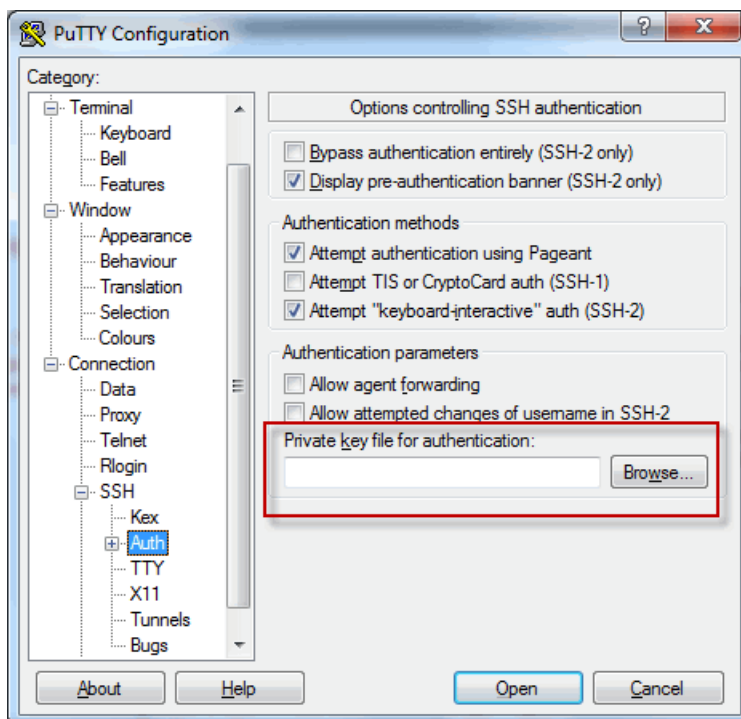 PuTTY Configuration
Category:
Terminal
Keyboard
Bell
Features
Window
Appearance
Behaviour
Translation
Selection
Colours
Connection
Data
Proxy
Telnet
Rlogin
SSH
Kex
Auth
TTY
X11
Tunnels
Bugs
Options controlling SSH authentication
Bypass authentication entirely (SSH-2 only)
Display pre-authentication banner (SSH-2 only)
Authentication methods
Attempt authentication using Pageant
Attempt TIS or CryptoCard auth (SSH-1)
Attempt "keyboard-interactive" auth (SSH-2)
Authentication parameters
Allow agent forwarding
Allow attempted changes of username in SSH-2
Private key file for authentication:
Browse...
About
Help
Open
Cancel